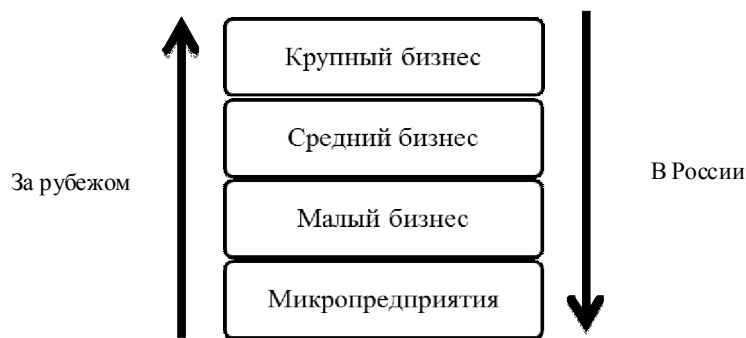 Крупный бизнес
Средний бизнес
За рубежом
В России
Малый бизнес
Микропредприятия